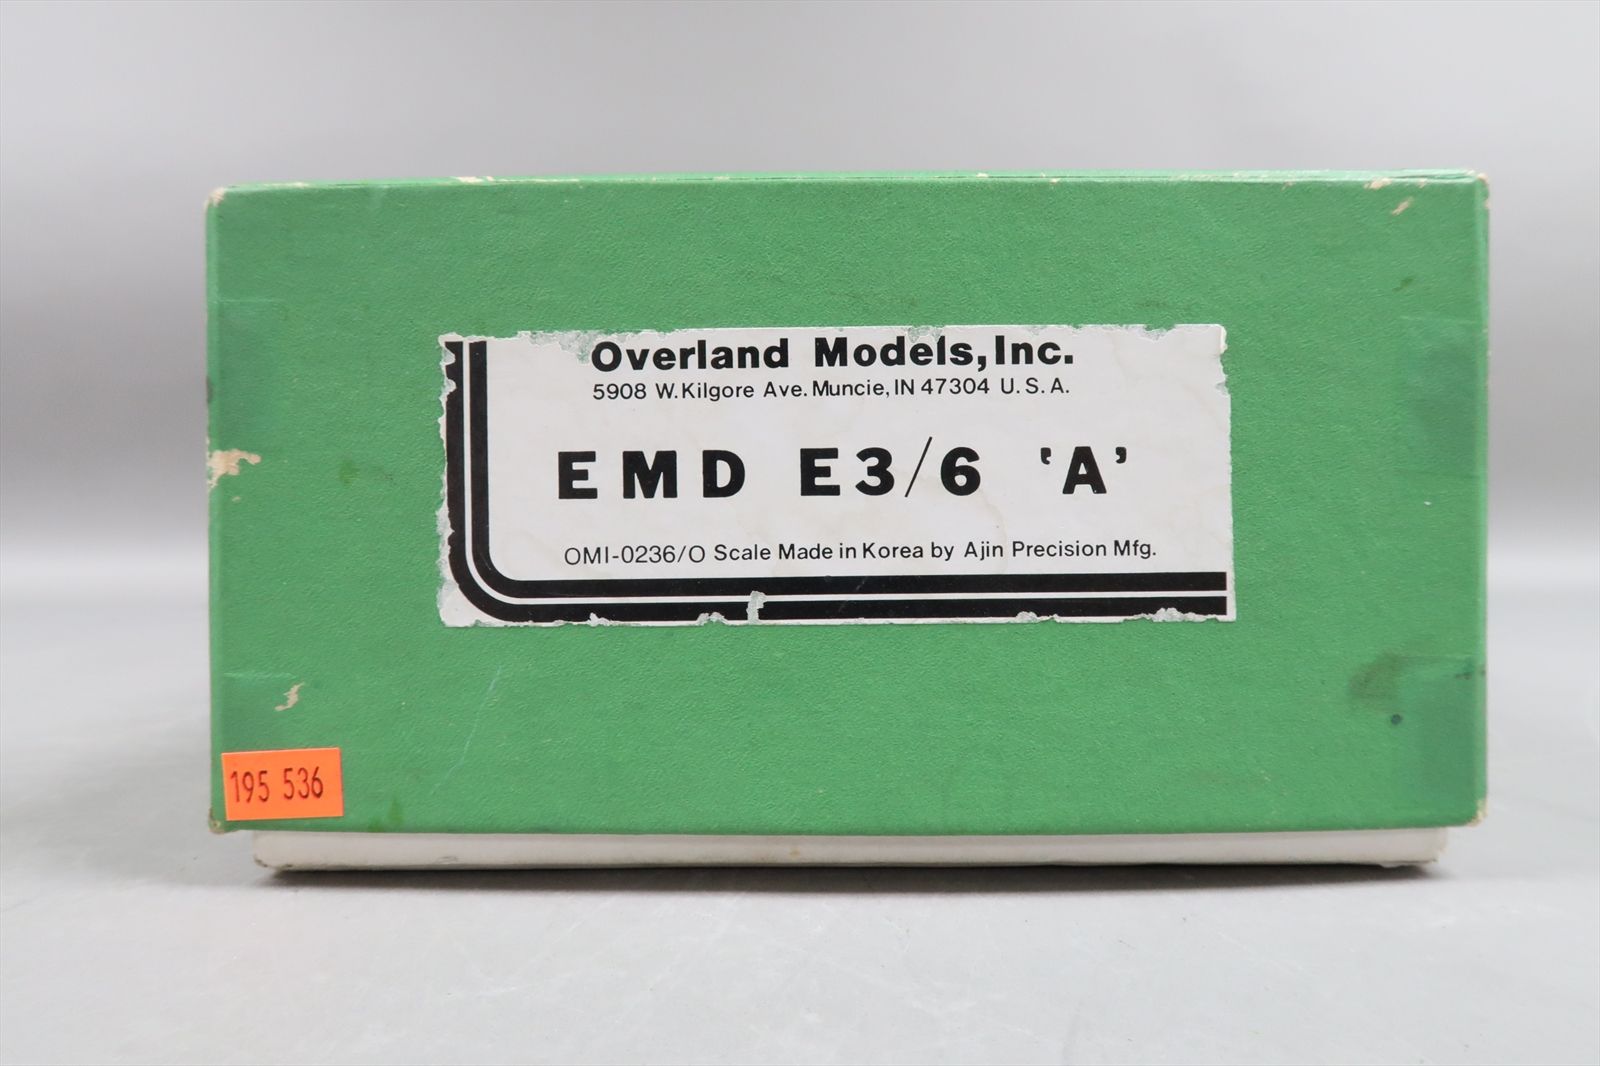 Overland Models, Inc.
5908 W. Kilgore Ave. Muncie, IN 47304 U.S.A.
EMD E3/6 'A'
OMI-0236/O Scale Made in Korea by Ajin Precision Mfg.
195 536